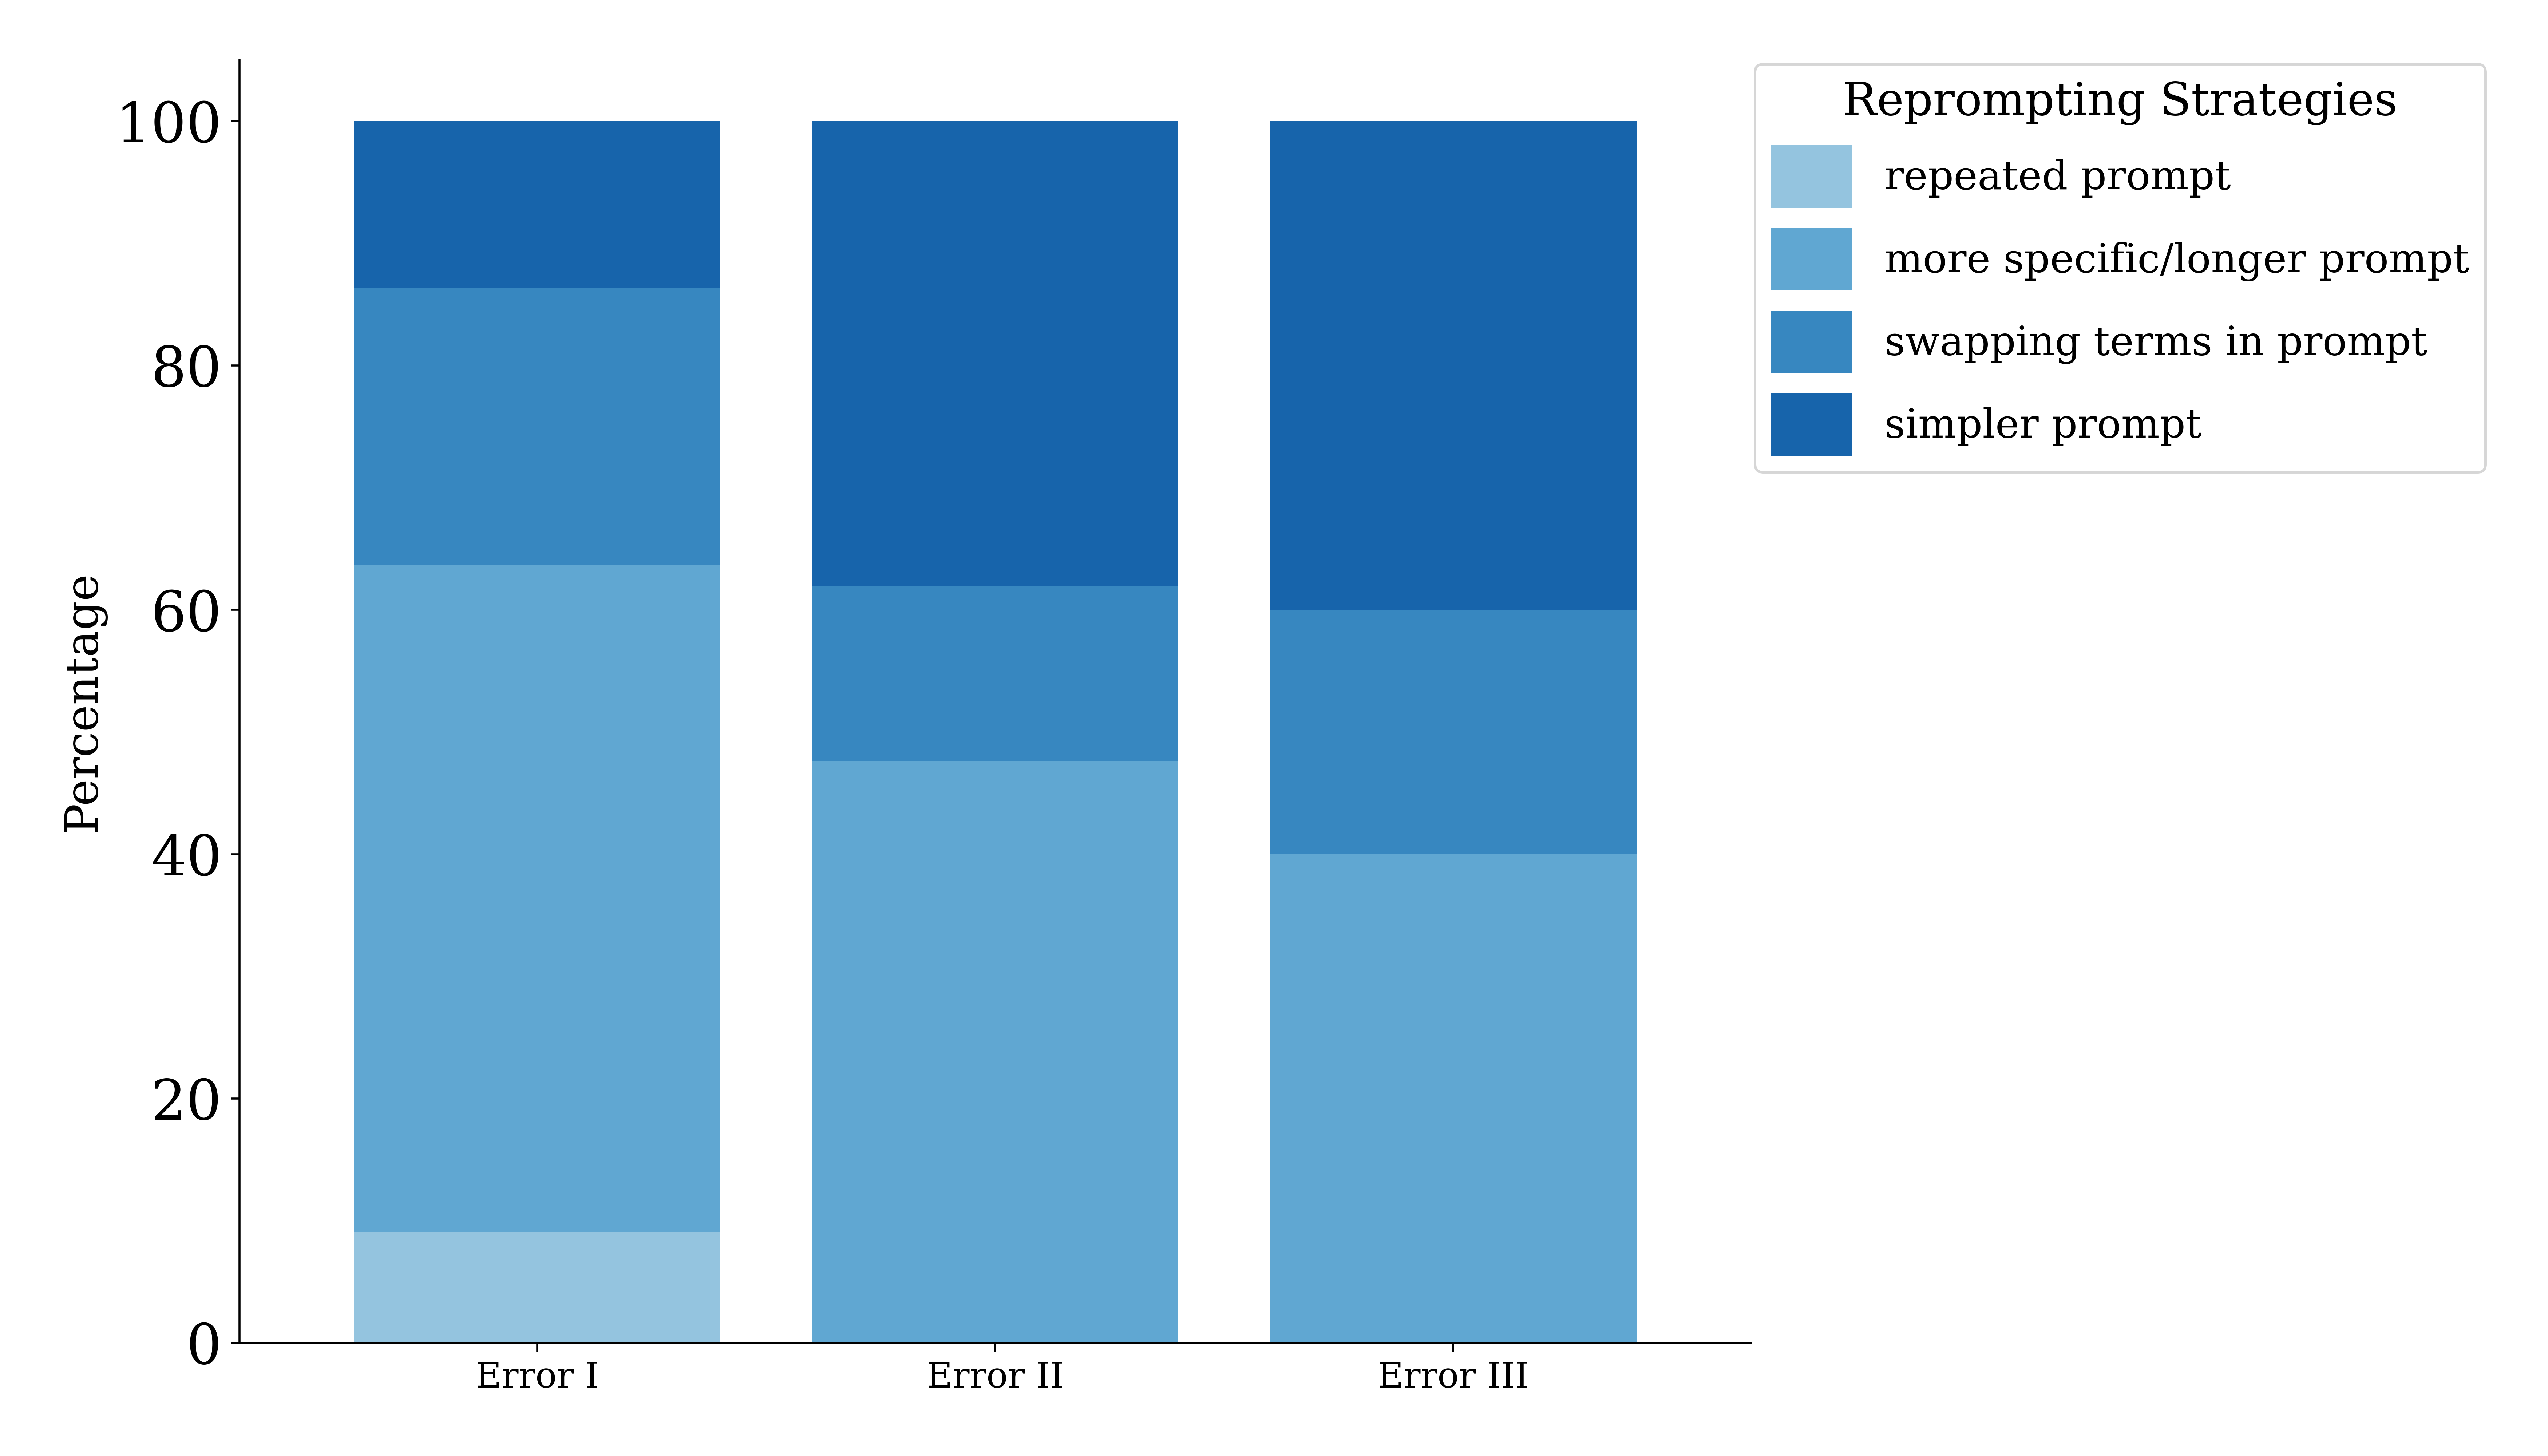 Reprompting Strategies
repeated prompt
more specific/longer prompt
swapping terms in prompt
simpler prompt
Percentage
100
80
60
40
20
0
Error I
Error II
Error III